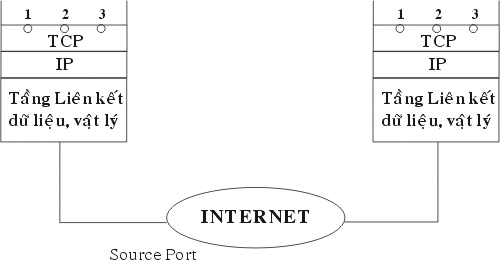 1 2 3
TCP
IP
Tầng Liên kết
dữ liệu, vật lý
1 2 3
TCP
IP
Tầng Liên kết
dữ liệu, vật lý
INTERNET
Source Port